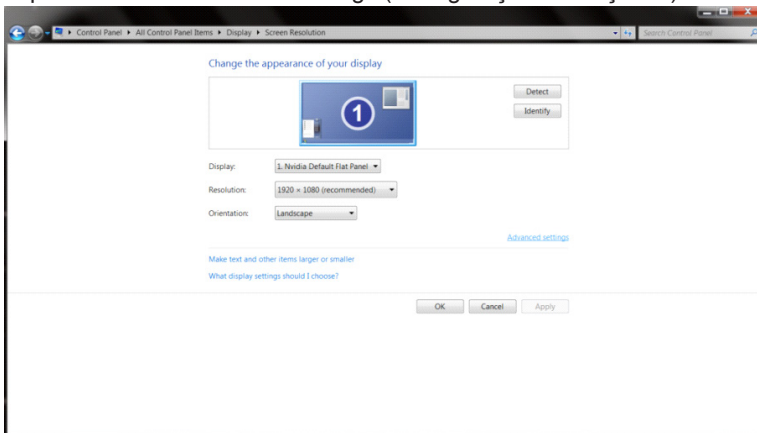 Control Panel ▸ All Control Panel Items ▸ Display ▸ Screen Resolution
Search Control Panel
Change the appearance of your display
1
Detect
Identify
Display: 1. Nvidia Default Flat Panel
Resolution: 1920 × 1080 (recommended)
Orientation: Landscape
Advanced settings
Make text and other items larger or smaller
What display settings should I choose?
OK Cancel Apply